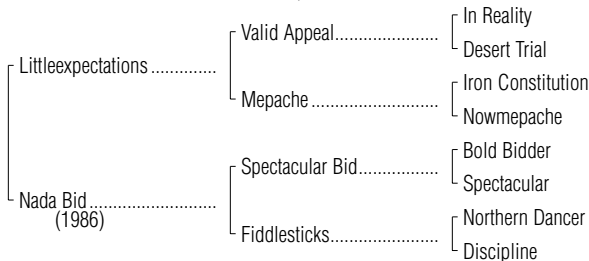 In Reality
Valid Appeal....................
Desert Trial
Littleexpectations .............
Iron Constitution
Mepache ........................
Nowmepache
Bold Bidder
Spectacular Bid................
Spectacular
Nada Bid.........................
(1986)
Northern Dancer
Fiddlesticks.....................
Discipline